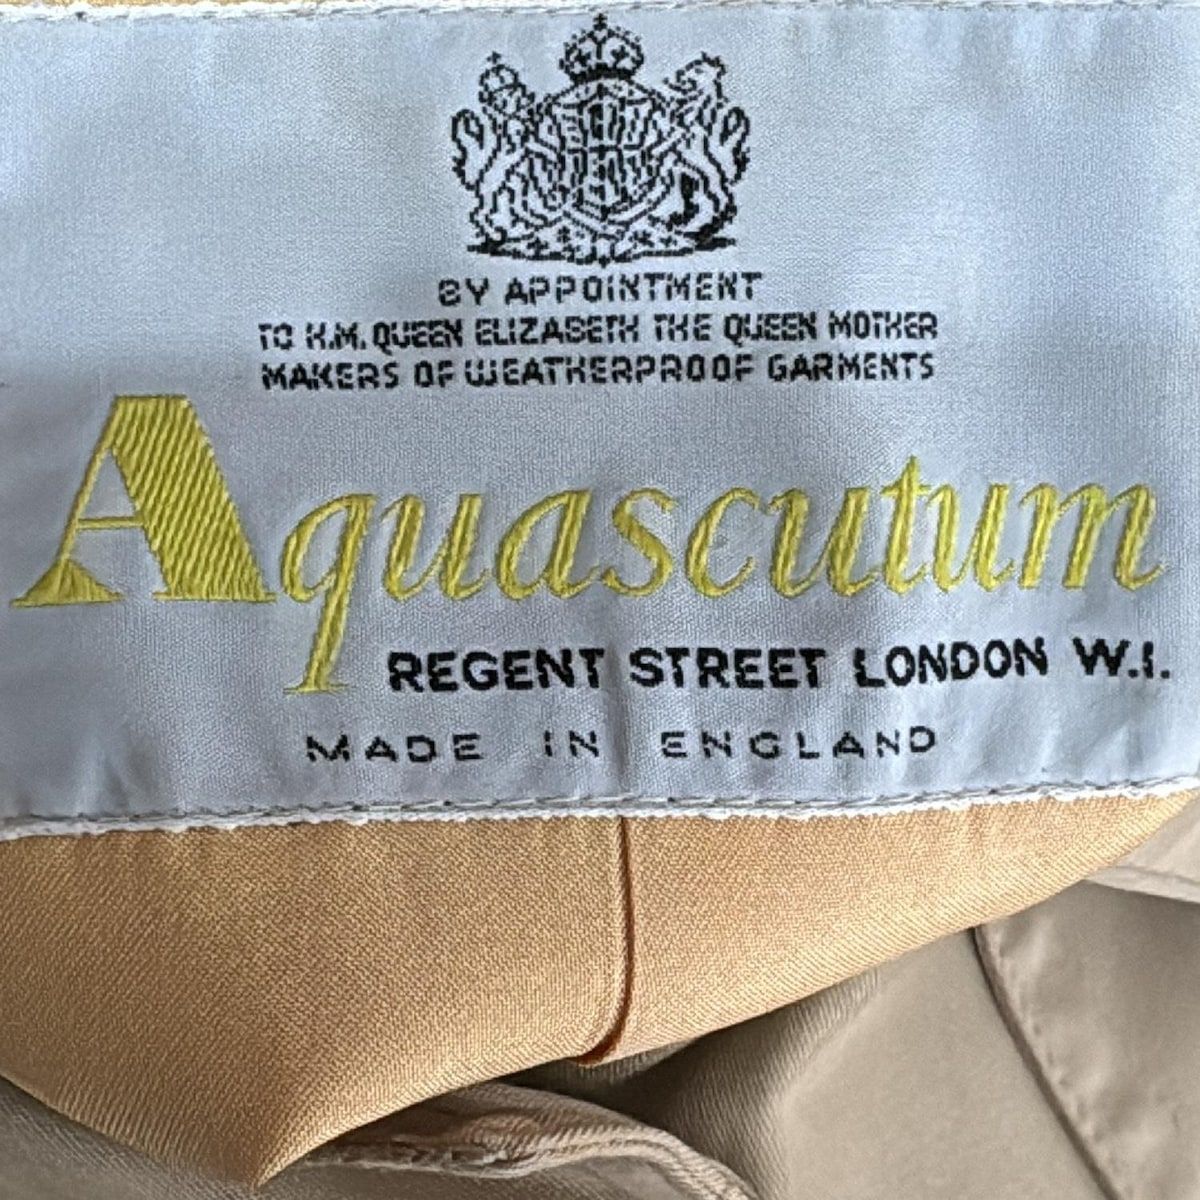 BY APPOINTMENT
TO H.M. QUEEN ELIZABETH THE QUEEN MOTHER
MAKERS OF WEATHERPROOF GARMENTS
Aquascutum
REGENT STREET LONDON W.1.
MADE IN ENGLAND